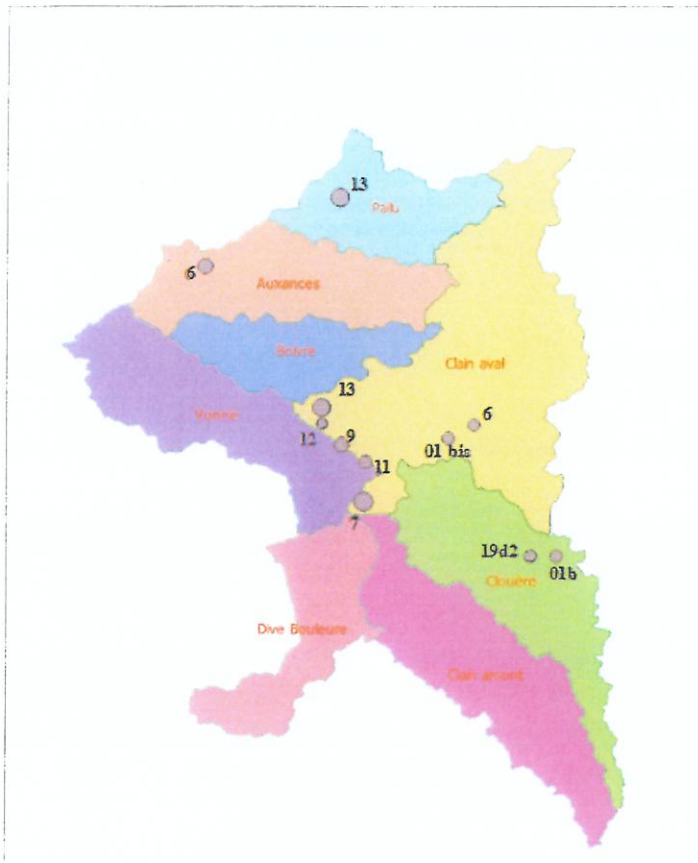 13
Pallu
6
Auxances
Boivre
Clain aval
13
Vonne
12
9
6
01 bis
11
7
19d2
01b
Clouère
Dive Bouleure
Clain amont